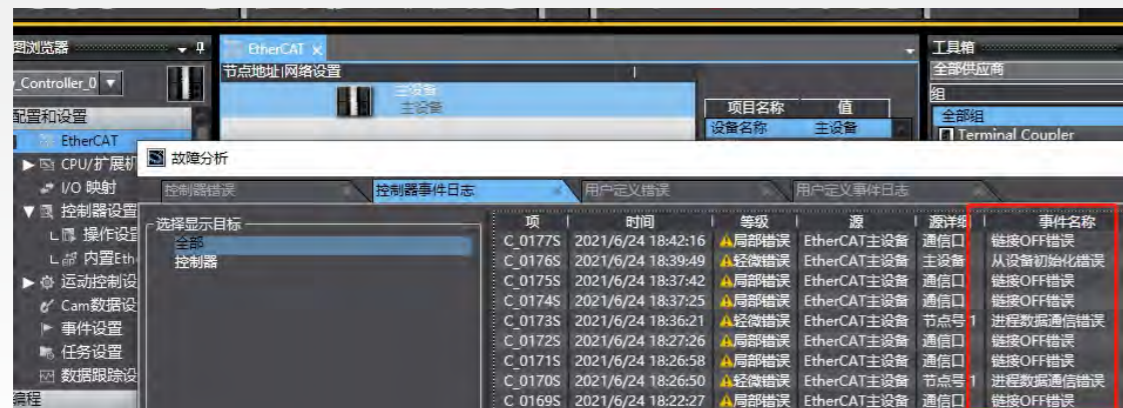 图浏览器
EtherCAT ×
工具箱
节点地址|网络设置
全部供应商
_Controller_0
主设备
组
主设备
项目名称 值
全部组
配置和设置
设备名称 主设备
Terminal Coupler
EtherCAT
故障分析
CPU/扩展机
I/O 映射
控制器错误
控制器事件日志
用户定义错误
用户定义事件日志
控制器设置
操作设置
内置Eth
运动控制设
Cam数据设
事件设置
任务设置
数据跟踪设
编程
选择显示目标
全部
控制器
项 时间 等级 源 源详细 事件名称
C_0177S 2021/6/24 18:42:16 局部错误 EtherCAT主设备 通信口 链接OFF错误
C_0176S 2021/6/24 18:39:49 轻微错误 EtherCAT主设备 主设备 从设备初始化错误
C_0175S 2021/6/24 18:37:42 局部错误 EtherCAT主设备 通信口 链接OFF错误
C_0174S 2021/6/24 18:37:25 局部错误 EtherCAT主设备 通信口 链接OFF错误
C_0173S 2021/6/24 18:36:21 轻微错误 EtherCAT主设备 节点号 1 进程数据通信错误
C_0172S 2021/6/24 18:27:26 局部错误 EtherCAT主设备 通信口 链接OFF错误
C_0171S 2021/6/24 18:26:58 局部错误 EtherCAT主设备 通信口 链接OFF错误
C_0170S 2021/6/24 18:26:50 轻微错误 EtherCAT主设备 节点号 1 进程数据通信错误
C_0169S 2021/6/24 18:22:27 局部错误 EtherCAT主设备 通信口 链接OFF错误